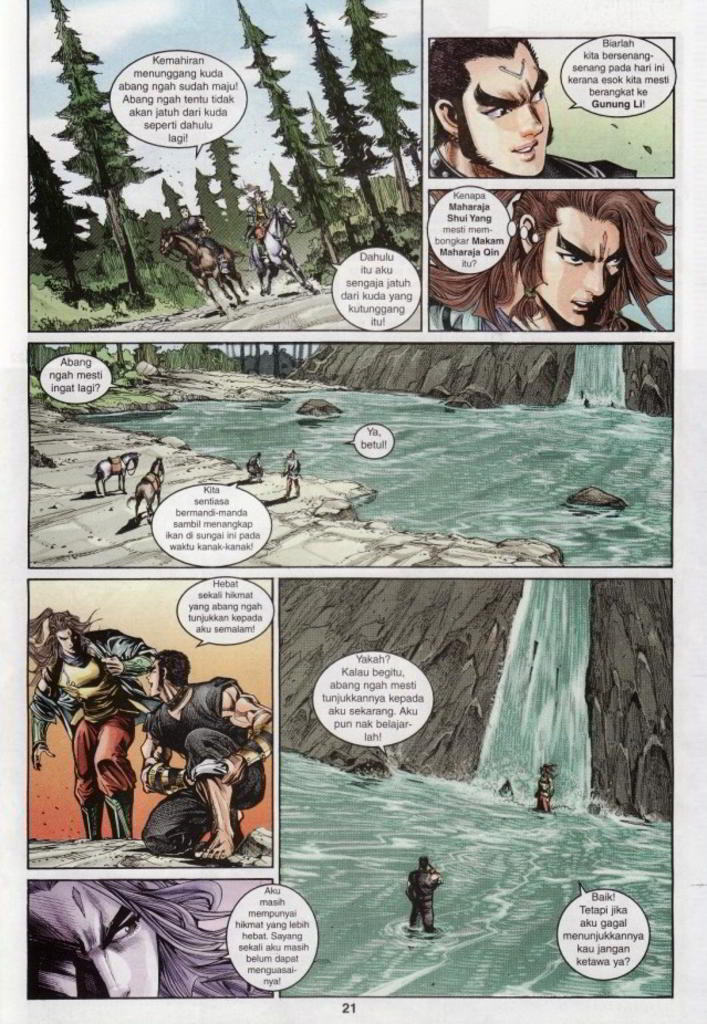 Kemahiran
menunggang kuda
abang ngah sudah maju!
Abang ngah tentu tidak
akan jatuh dari kuda
seperti dahulu
lagi!
Dahulu
itu aku
sengaja jatuh
dari kuda yang
kutunggang
itu!
Biarlah
kita bersenang-
senang pada hari ini
kerana esok kita mesti
berangkat ke
Gunung Li!
Kenapa
Maharaja
Shui Yang
mesti mem-
bongkar Makam
Maharaja Qin
itu?
Abang
ngah mesti
ingat lagi?
Ya,
betul!
Kita
sentiasa
bermandi-manda
sambil menangkap
ikan di sungai ini pada
waktu kanak-kanak!
Hebat
sekali hikmat
yang abang ngah
tunjukkan kepada
aku semalam!
Aku
masih
mempunyai
hikmat yang lebih
hebat. Sayang
sekali aku masih
belum dapat
menguasai-
nya!
Yakah?
Kalau begitu,
abang ngah mesti
tunjukkannya kepada
aku sekarang. Aku
pun nak belajar-
lah!
Baik!
Tetapi jika
aku gagal
menunjukkannya
kau jangan
ketawa ya?
21